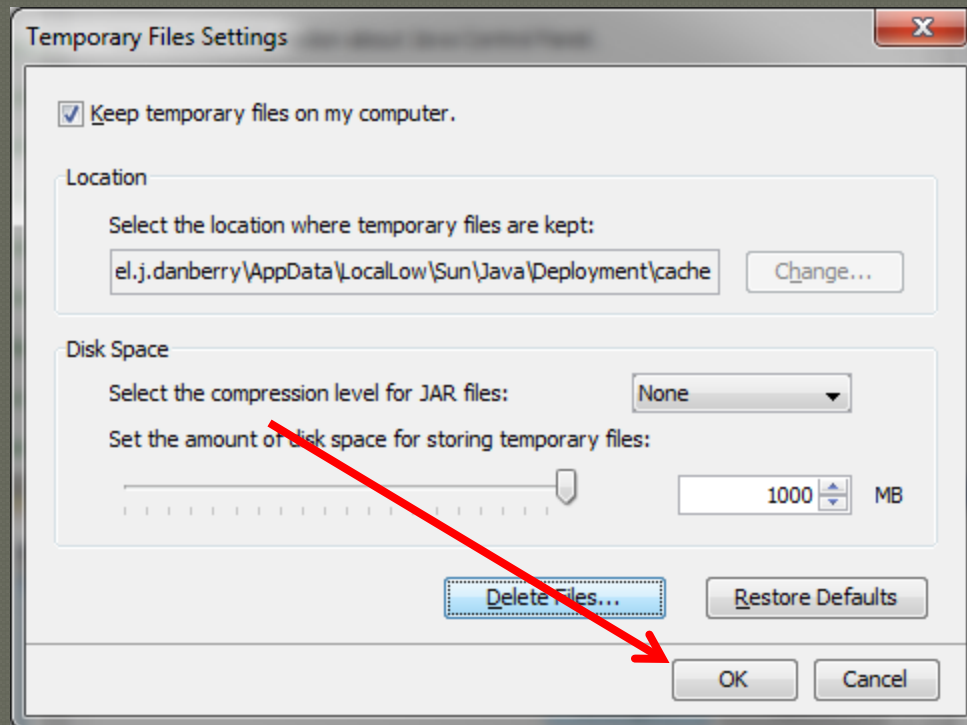 Temporary Files Settings
Keep temporary files on my computer.
Location
Select the location where temporary files are kept:
el.j.danberry\AppData\LocalLow\Sun\Java\Deployment\cache
Change...
Disk Space
Select the compression level for JAR files:
None
Set the amount of disk space for storing temporary files:
1000 MB
Delete Files...
Restore Defaults
OK
Cancel